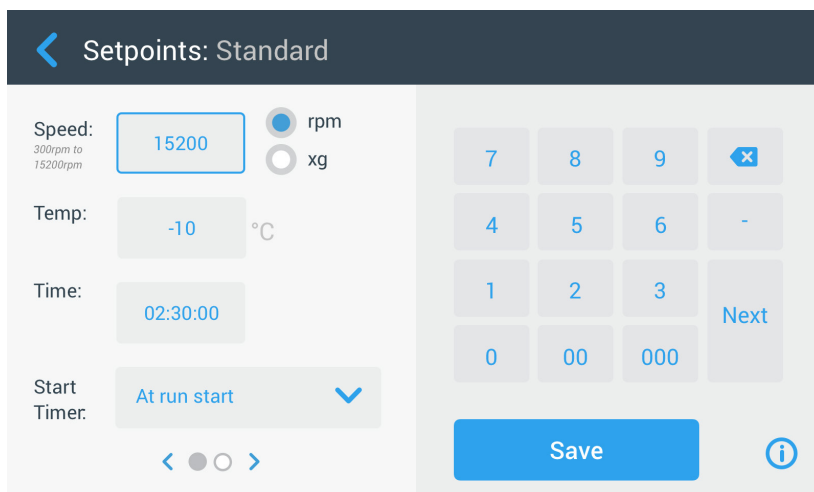 Setpoints: Standard
Speed:
300rpm to
15200rpm
15200
rpm
xg
Temp:
-10
°C
Time:
02:30:00
Start
Timer:
At run start
7 8 9
4 5 6 -
1 2 3
Next
0 00 000
Save